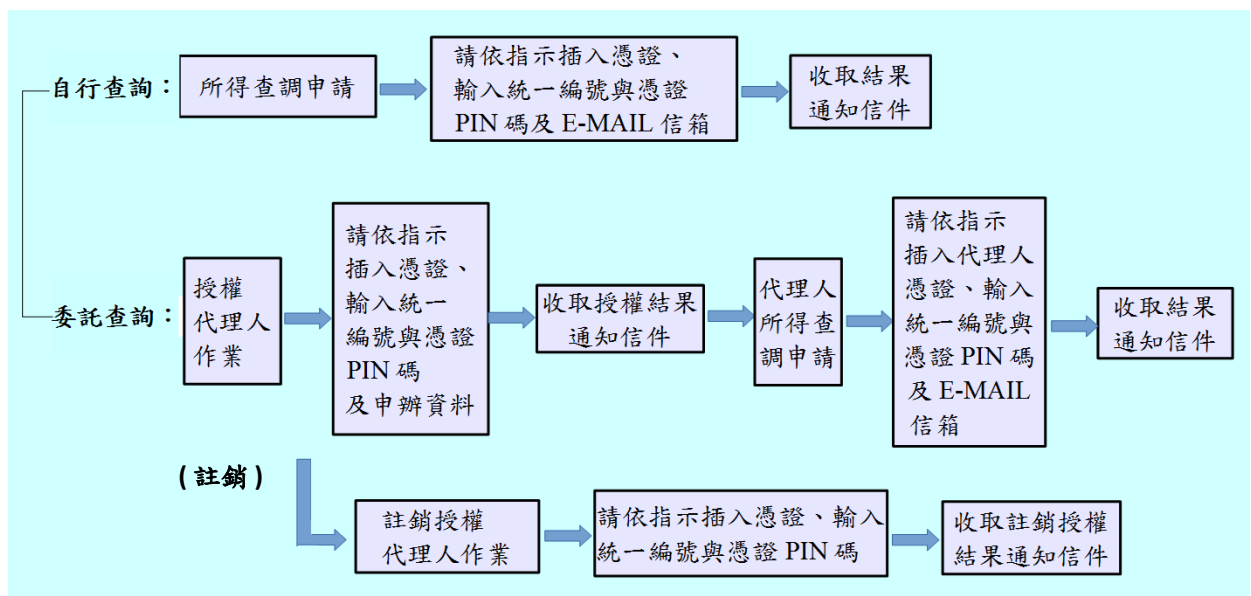 自行查詢：
所得查調申請
請依指示插入憑證、
輸入統一編號與憑證
PIN 碼及 E-MAIL 信箱
收取結果
通知信件
委託查詢：
授權
代理人
作業
請依指示
插入憑證、
輸入統一
編號與憑證
PIN 碼
及申辦資料
收取授權結果
通知信件
代理人
所得查
調申請
請依指示
插入代理人
憑證、輸入
統一編號與
憑證 PIN 碼
及 E-MAIL
信箱
收取結果
通知信件
(註銷)
註銷授權
代理人作業
請依指示插入憑證、輸入
統一編號與憑證 PIN 碼
收取註銷授權
結果通知信件